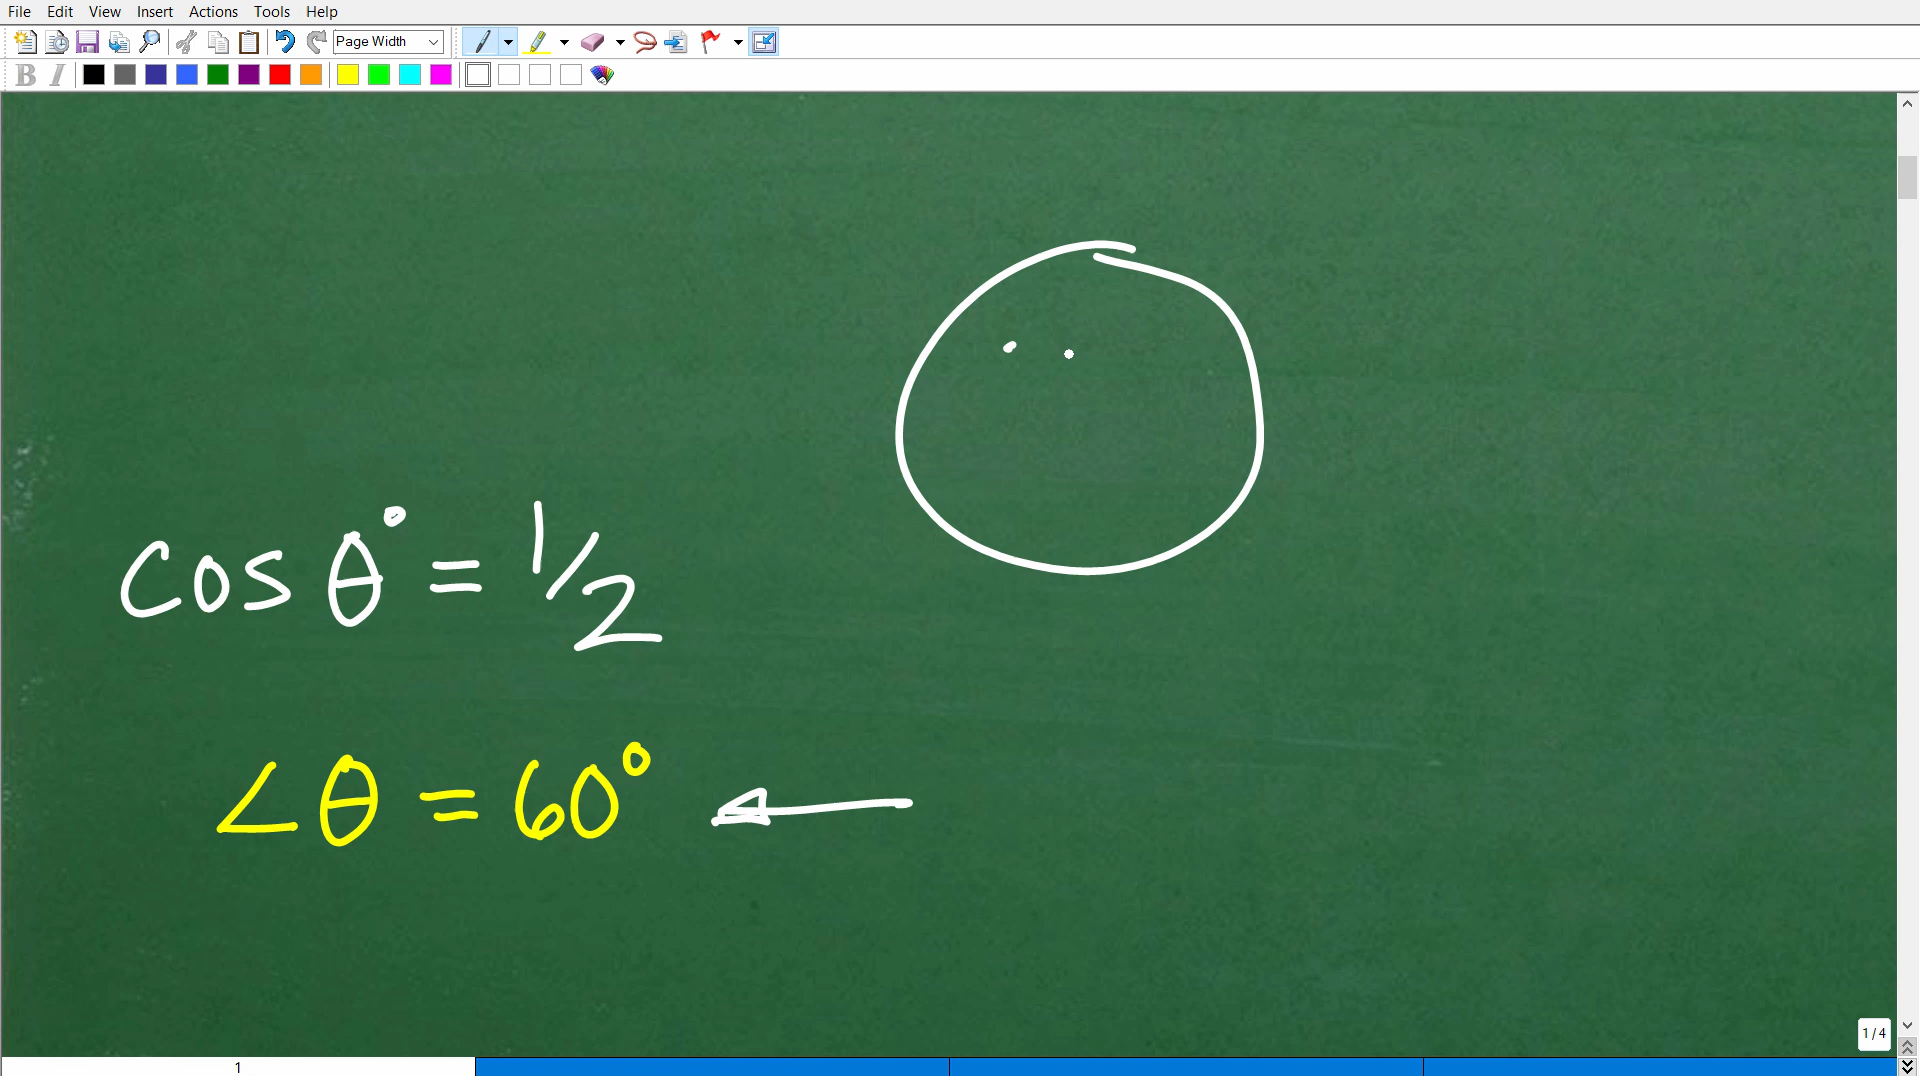 File Edit View Insert Actions Tools Help
Page Width
B I
cos θ° = 1/2
∠θ = 60°
1 / 4
1